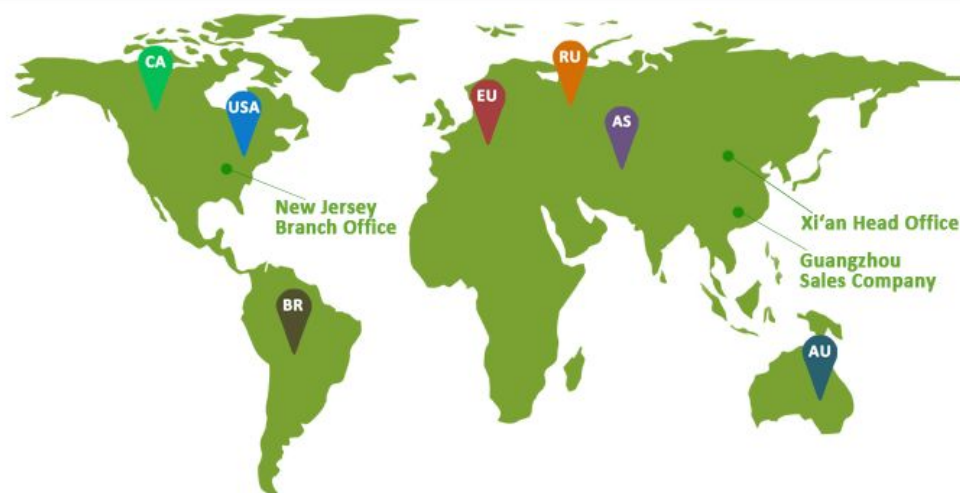 CA
RU
USA
EU
AS
New Jersey
Branch Office
Xi'an Head Office
Guangzhou
Sales Company
BR
AU